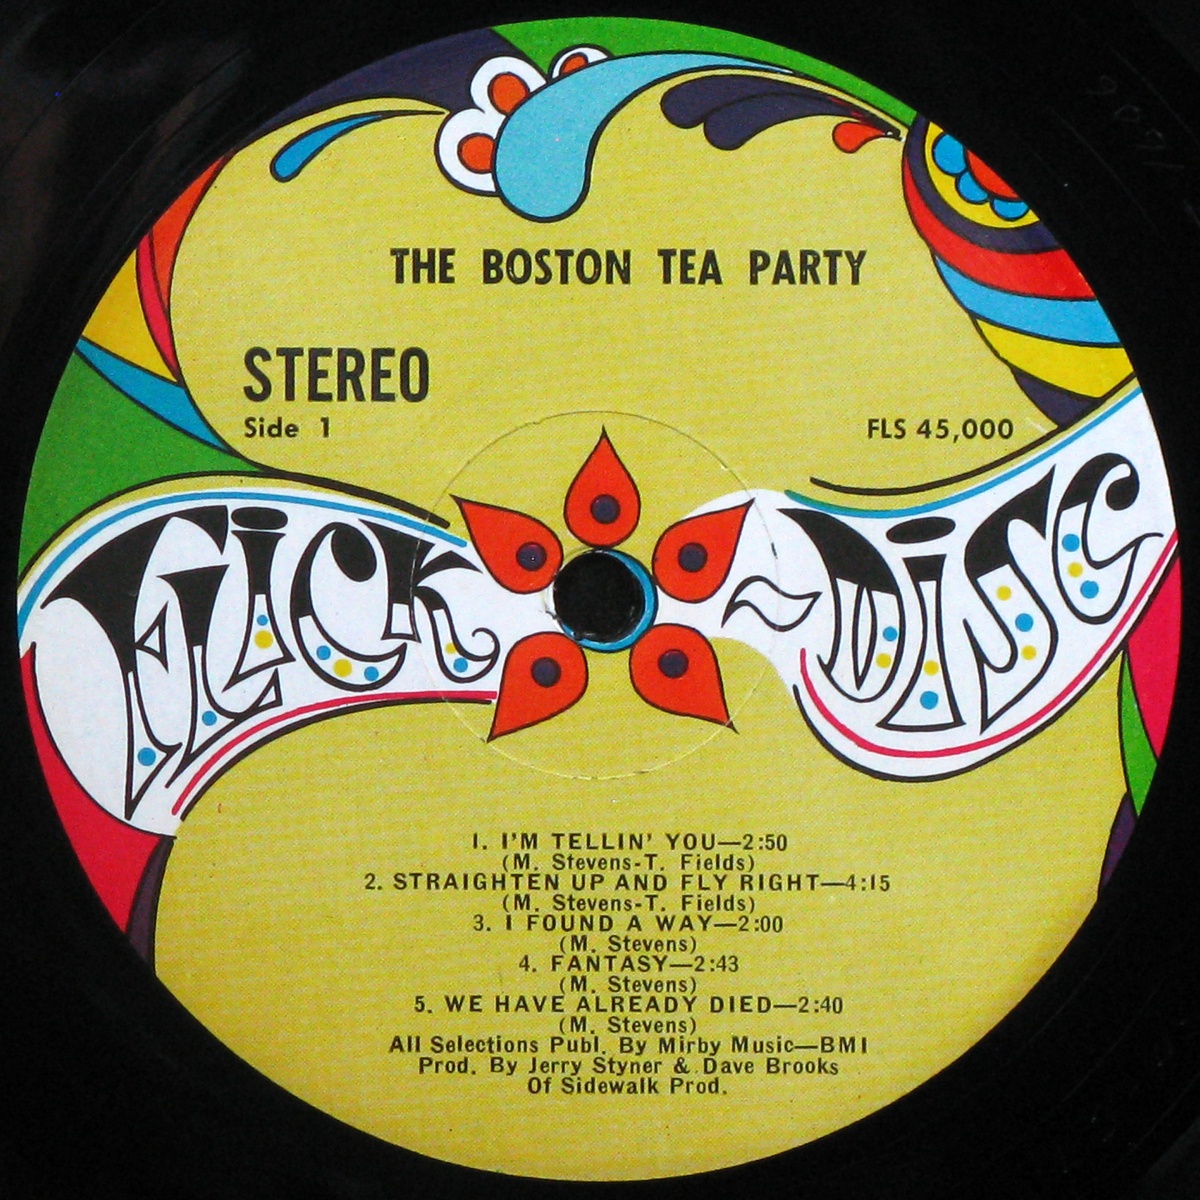 THE BOSTON TEA PARTY
STEREO
Side 1
FLS 45,000
FLICK-DISC
1. I'M TELLIN' YOU—2:50
(M. Stevens-T. Fields)
2. STRAIGHTEN UP AND FLY RIGHT—4:15
(M. Stevens-T. Fields)
3. I FOUND A WAY—2:00
(M. Stevens)
4. FANTASY—2:43
(M. Stevens)
5. WE HAVE ALREADY DIED—2:40
(M. Stevens)
All Selections Publ. By Mirby Music—BMI
Prod. By Jerry Styner & Dave Brooks
Of Sidewalk Prod.